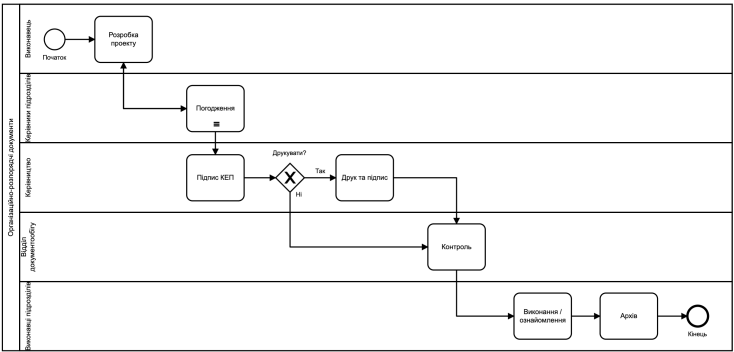 Організаційно-розпорядчі документи
Виконавець
Початок
Розробка
проекту
Керівники підрозділів
Погодження
Керівництво
Підпис КЕП
Друкувати?
Так
Ні
Друк та підпис
Відділ
документообігу
Контроль
Виконавці підрозділів
Виконання /
ознайомлення
Архів
Кінець